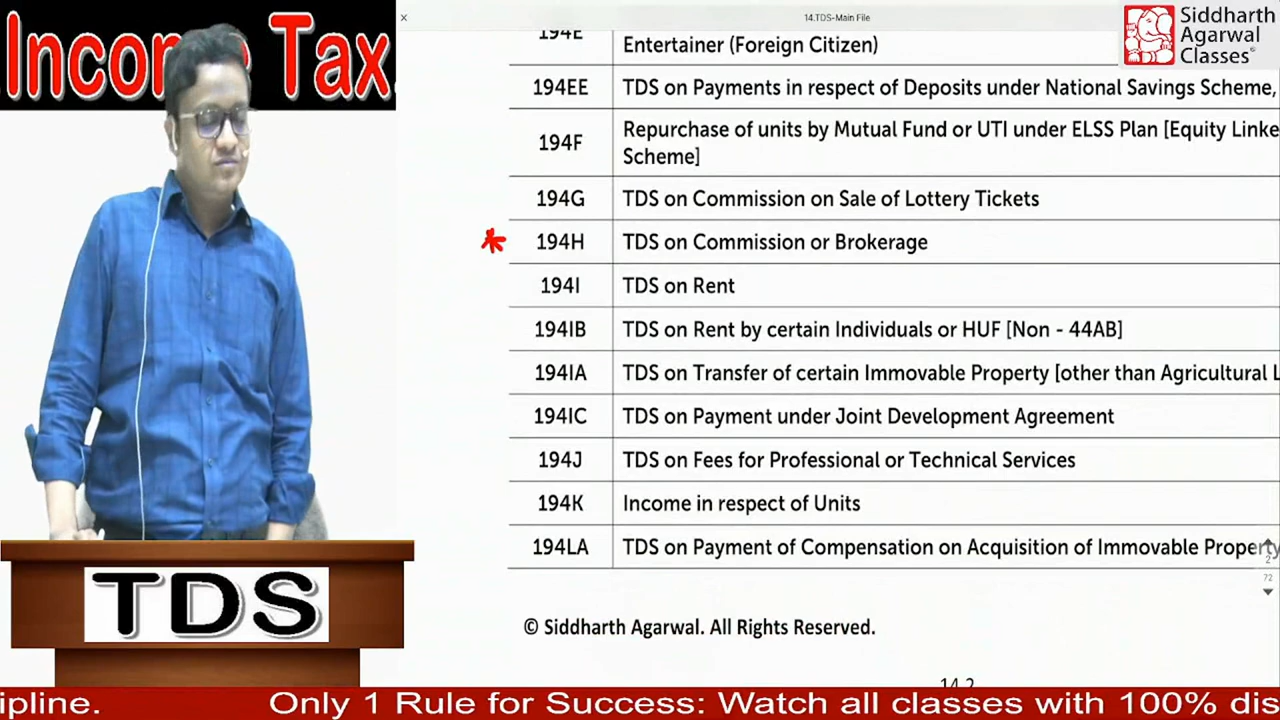 Income Tax
14.TDS-Main File
Siddharth
Agarwal
Classes
194E
Entertainer (Foreign Citizen)
194EE TDS on Payments in respect of Deposits under National Savings Scheme,
194F Repurchase of units by Mutual Fund or UTI under ELSS Plan [Equity Linke
Scheme]
194G TDS on Commission on Sale of Lottery Tickets
194H TDS on Commission or Brokerage
194I TDS on Rent
194IB TDS on Rent by certain Individuals or HUF [Non - 44AB]
194IA TDS on Transfer of certain Immovable Property [other than Agricultural L
194IC TDS on Payment under Joint Development Agreement
194J TDS on Fees for Professional or Technical Services
194K Income in respect of Units
194LA TDS on Payment of Compensation on Acquisition of Immovable Property
2
72
© Siddharth Agarwal. All Rights Reserved.
14.2
TDS
ipline. Only 1 Rule for Success: Watch all classes with 100% dis